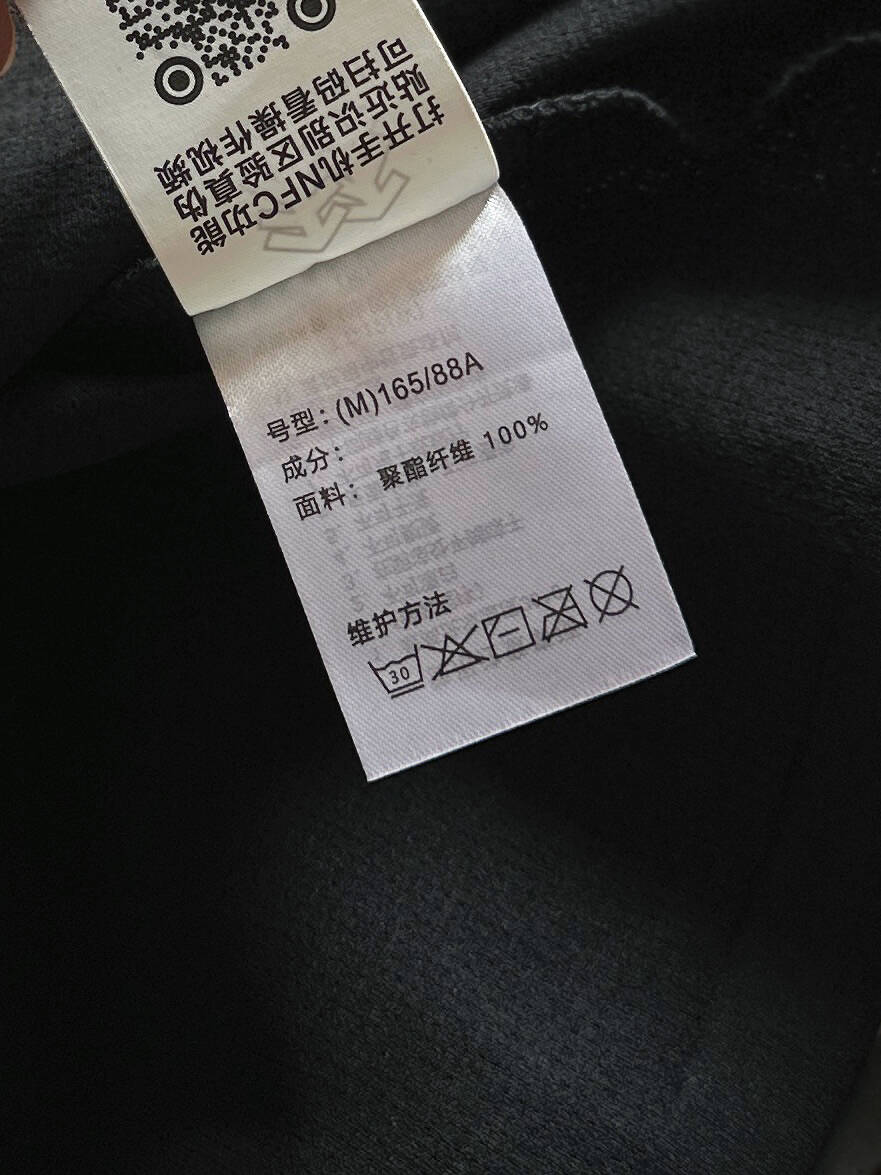 打开手机NFC功能
贴近识别区验真伪
可扫码看操作视频
号型：(M)165/88A
成分：
面料： 聚酯纤维 100%
维护方法
30